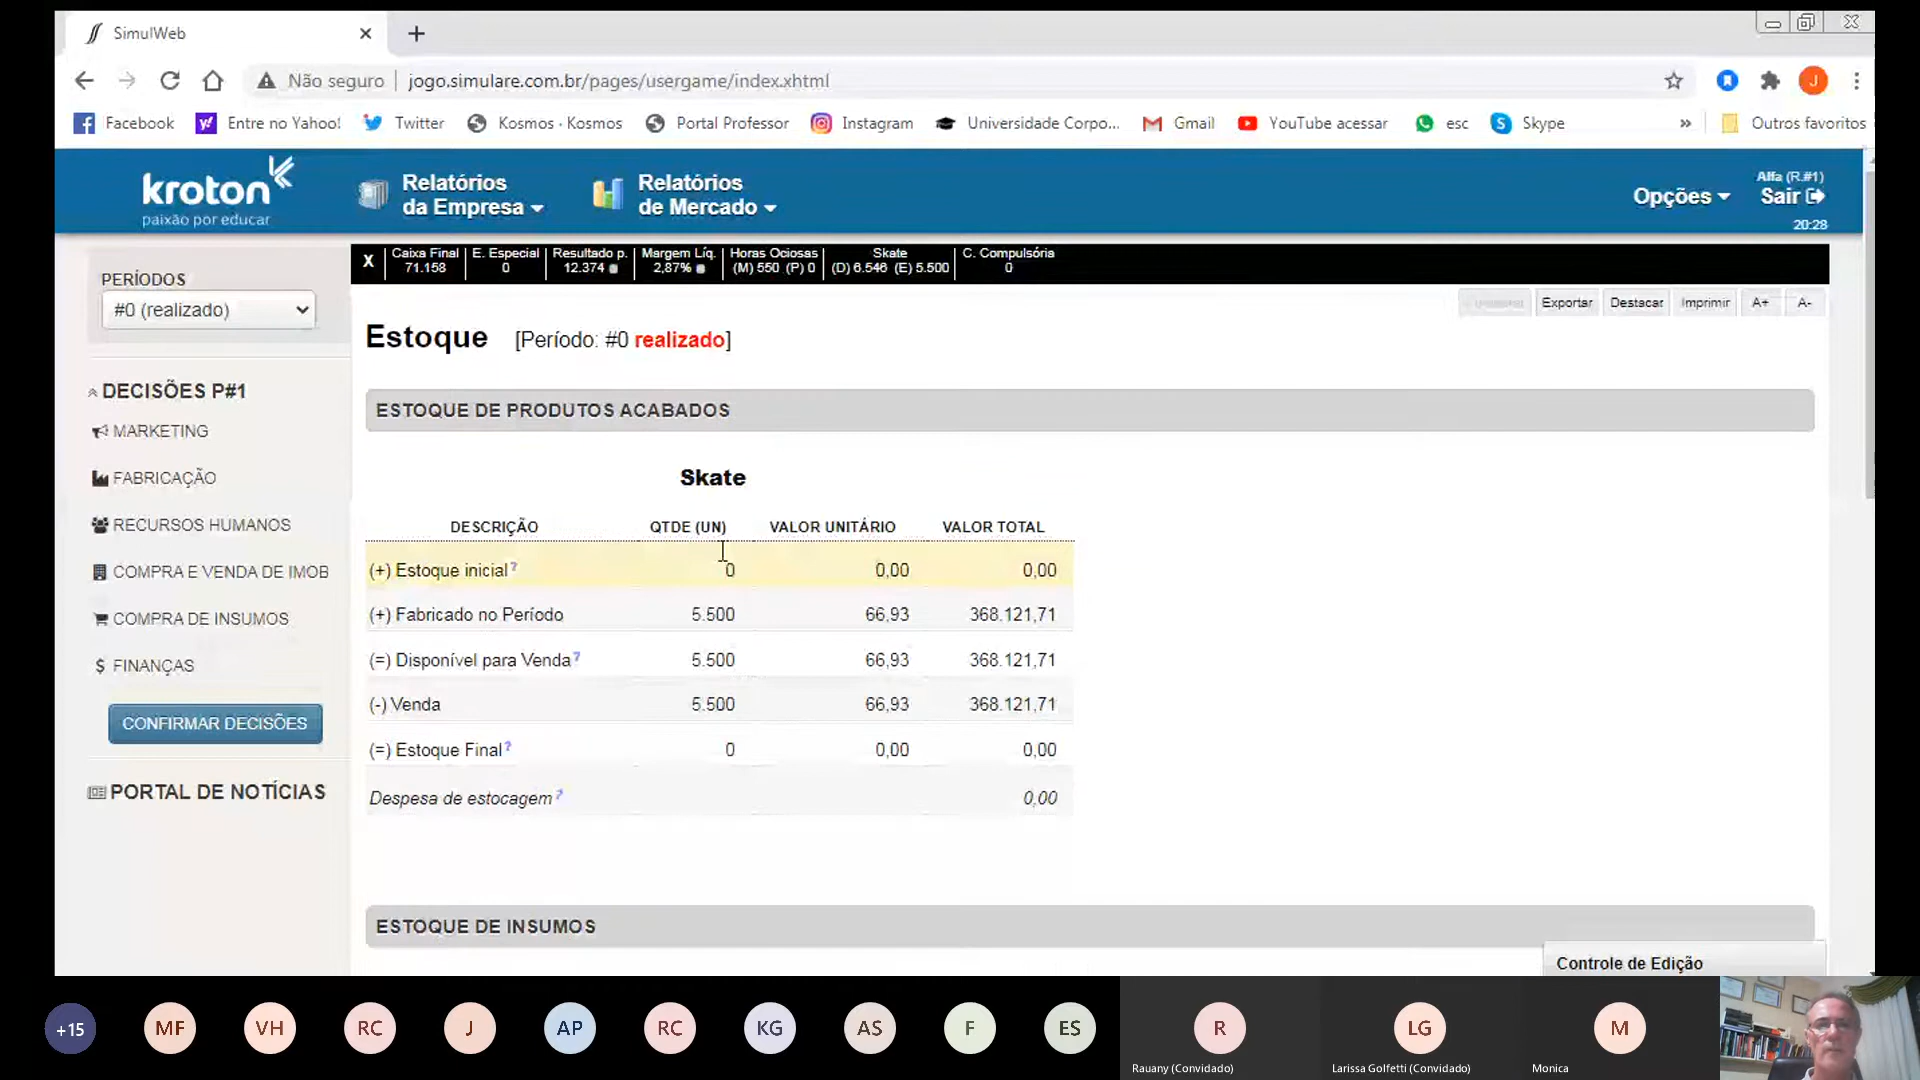 SimulWeb
Não seguro
jogo.simulare.com.br/pages/usergame/index.xhtml
J
Facebook
Entre no Yahoo!
Twitter
Kosmos · Kosmos
Portal Professor
Instagram
Universidade Corpo...
Gmail
YouTube acessar
esc
Skype
»
Outros favoritos
kroton
paixão por educar
Relatórios
da Empresa
Relatórios
de Mercado
Opções
Alfa (R.#1)
Sair
20:28
PERÍODOS
#0 (realizado)
DECISÕES P#1
MARKETING
FABRICAÇÃO
RECURSOS HUMANOS
COMPRA E VENDA DE IMOB
COMPRA DE INSUMOS
$ FINANÇAS
CONFIRMAR DECISÕES
PORTAL DE NOTÍCIAS
X
Caixa Final
71.158
E. Especial
0
Resultado p.
12.374
Margem Líq.
2,87%
Horas Ociosas
(M) 550 (P) 0
Skate
(D) 6.546 (E) 5.500
C. Compulsória
0
Exportar
Destacar
Imprimir
A+
A-
Estoque [Período: #0 realizado]
ESTOQUE DE PRODUTOS ACABADOS
Skate
DESCRIÇÃO QTDE (UN) VALOR UNITÁRIO VALOR TOTAL
(+) Estoque inicial? 0 0,00 0,00
(+) Fabricado no Período 5.500 66,93 368.121,71
(=) Disponível para Venda? 5.500 66,93 368.121,71
(-) Venda 5.500 66,93 368.121,71
(=) Estoque Final? 0 0,00 0,00
Despesa de estocagem? 0,00
ESTOQUE DE INSUMOS
Controle de Edição
+15
MF
VH
RC
J
AP
RC
KG
AS
F
ES
R
Rauany (Convidado)
LG
Larissa Golfetti (Convidado)
M
Monica